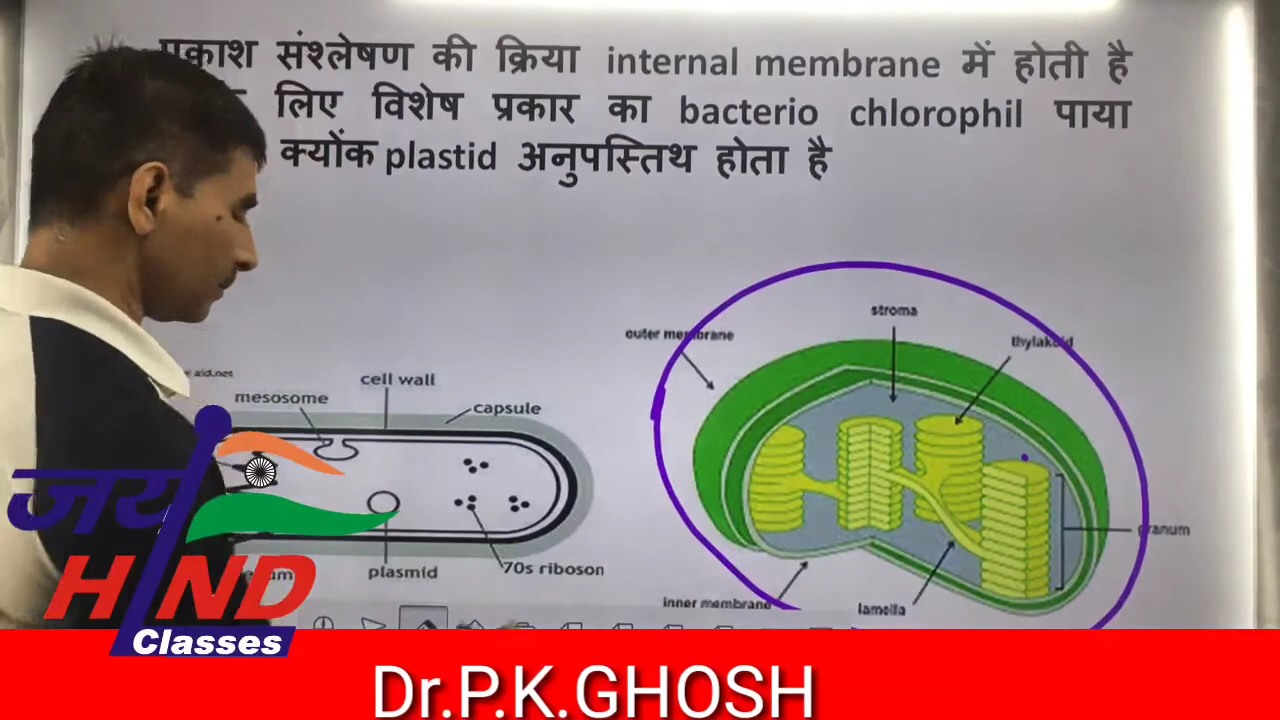 प्रकाश संश्लेषण की क्रिया internal membrane में होती है
लिए विशेष प्रकार का bacterio chlorophil पाया
क्योंक plastid अनुपस्तिथ होता है
stroma
outer membrane
thylakoid
cell wall
mesosome
capsule
plasmid
70s riboson
granum
inner membrane
lamella
जय
HIND
Classes
Dr.P.K.GHOSH